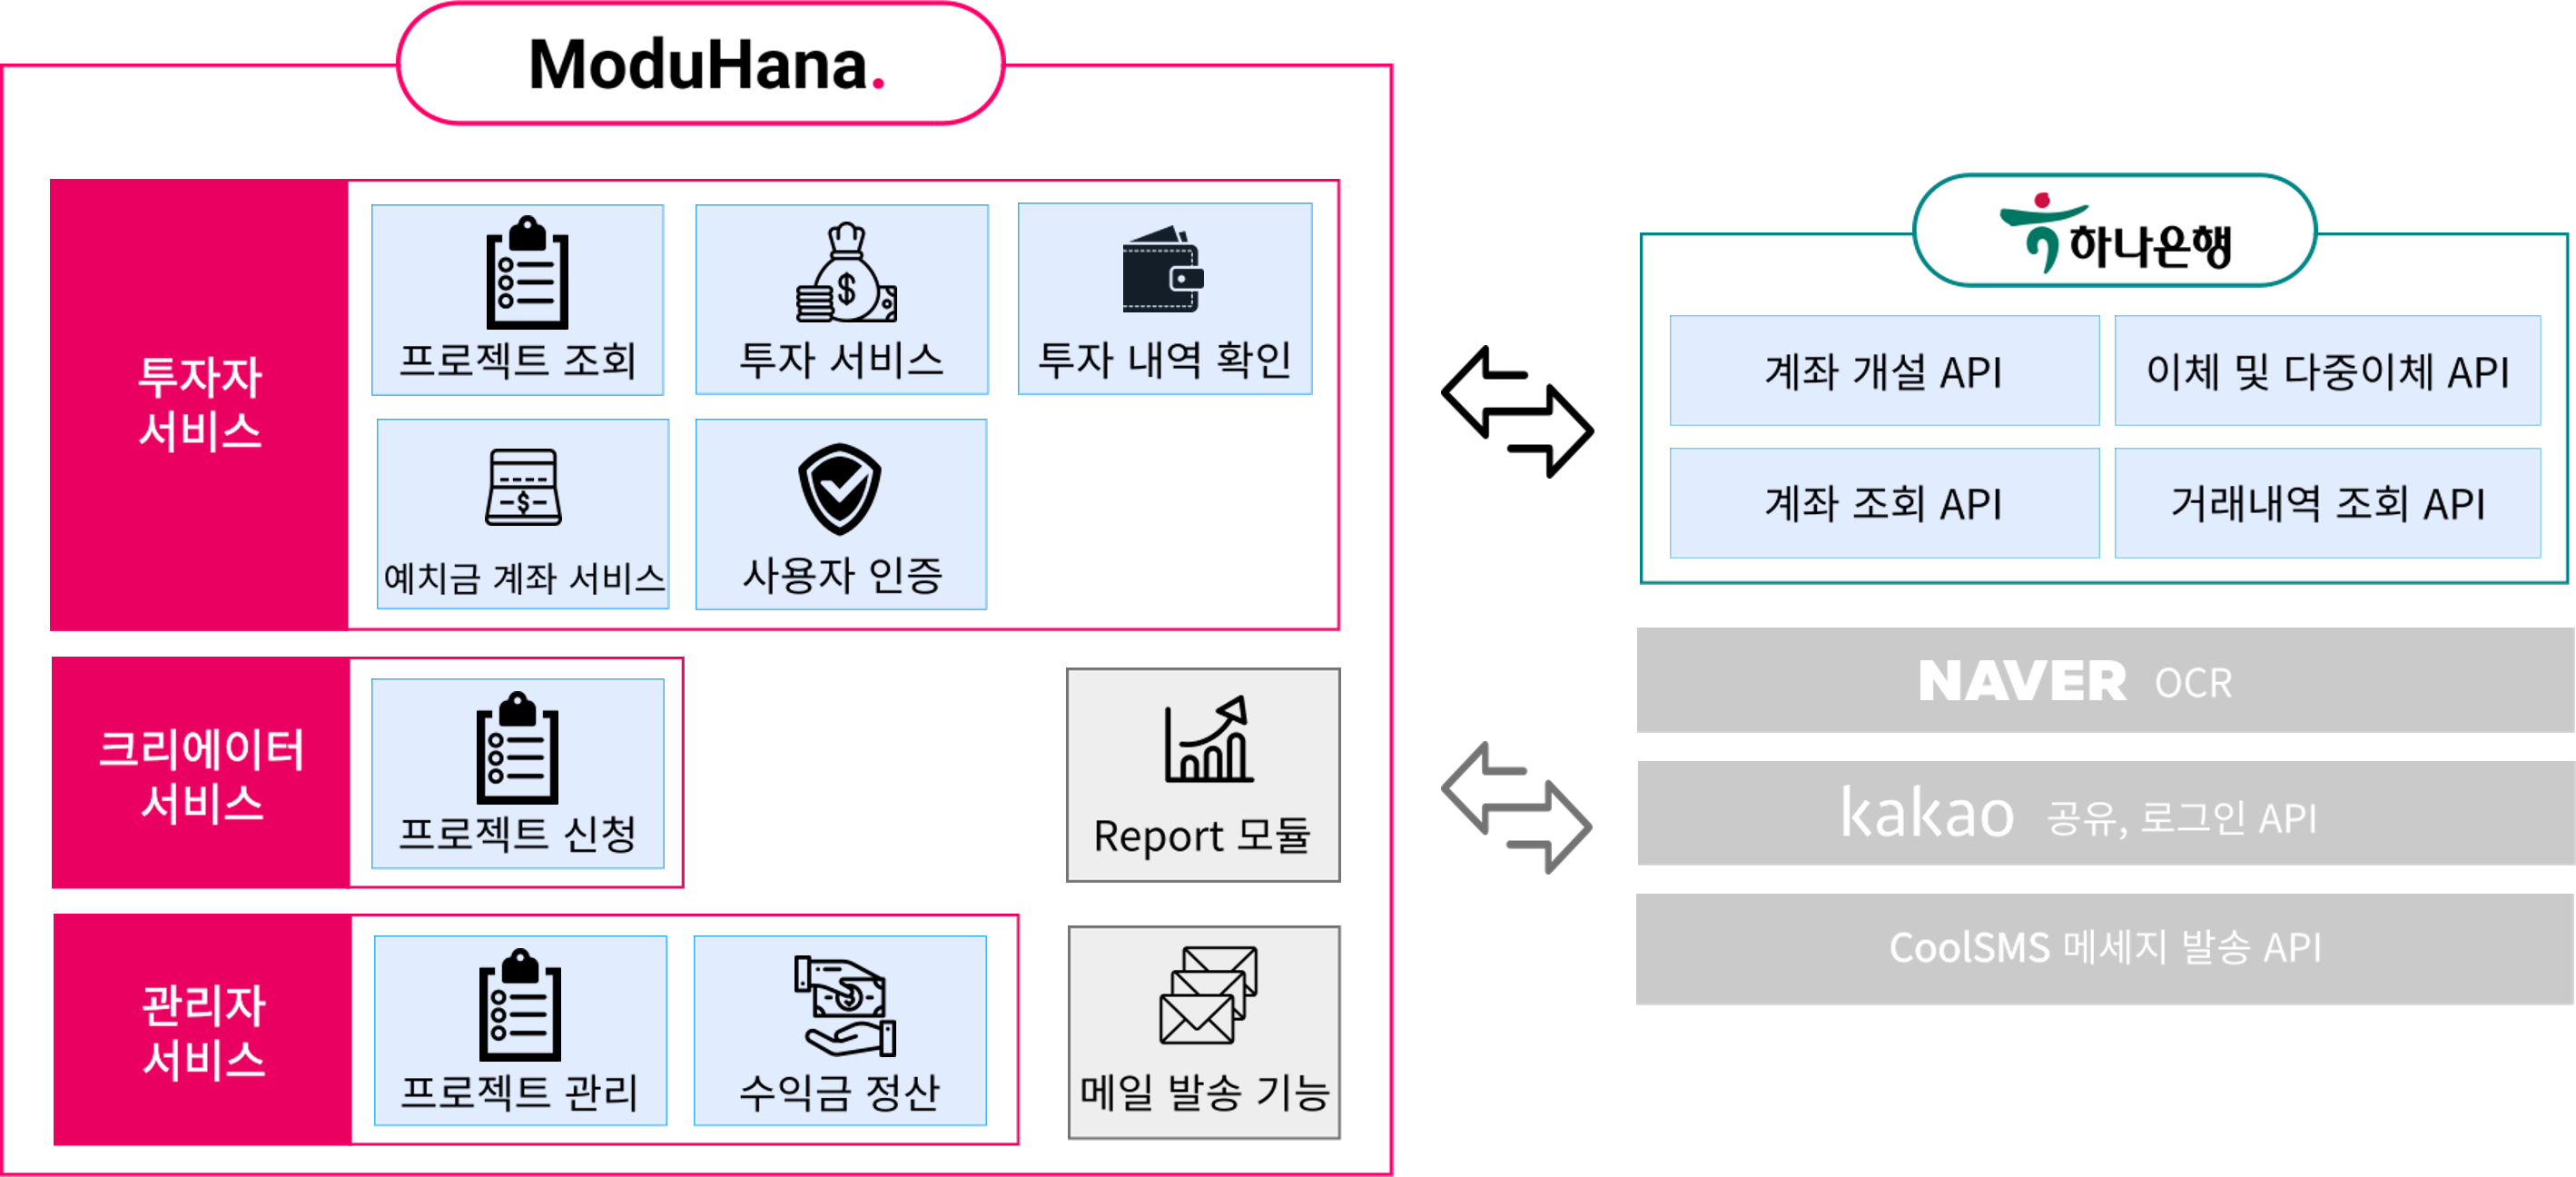 ModuHana.
투자자
서비스
프로젝트 조회
투자 서비스
투자 내역 확인
예치금 계좌 서비스
사용자 인증
크리에이터
서비스
프로젝트 신청
Report 모듈
관리자
서비스
프로젝트 관리
수익금 정산
메일 발송 기능
하나은행
계좌 개설 API
이체 및 다중이체 API
계좌 조회 API
거래내역 조회 API
NAVER OCR
kakao 공유, 로그인 API
CoolSMS 메세지 발송 API